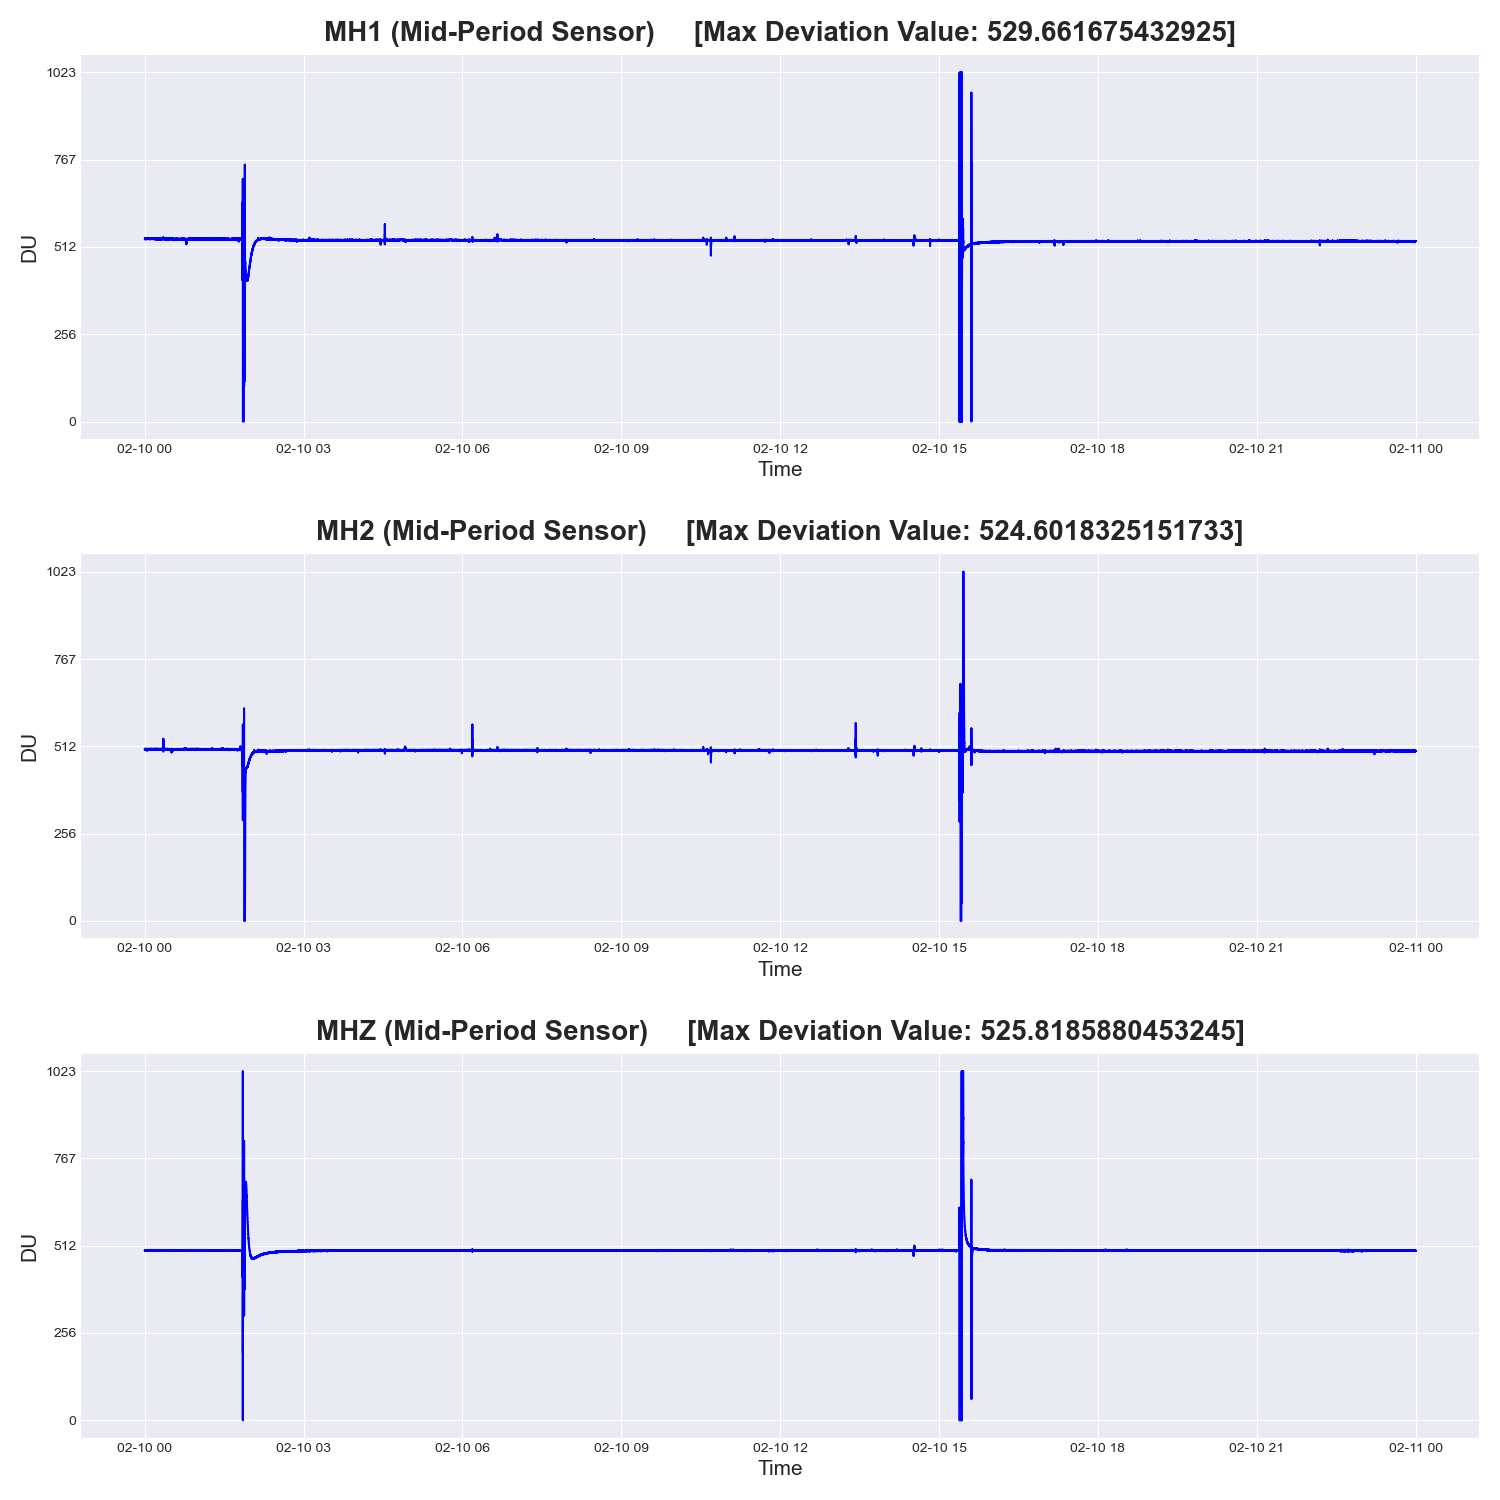 MH1 (Mid-Period Sensor) [Max Deviation Value: 529.661675432925]
1023
767
512
256
0
DU
02-10 00 02-10 03 02-10 06 02-10 09 02-10 12 02-10 15 02-10 18 02-10 21 02-11 00
Time
MH2 (Mid-Period Sensor) [Max Deviation Value: 524.6018325151733]
1023
767
512
256
0
DU
02-10 00 02-10 03 02-10 06 02-10 09 02-10 12 02-10 15 02-10 18 02-10 21 02-11 00
Time
MHZ (Mid-Period Sensor) [Max Deviation Value: 525.8185880453245]
1023
767
512
256
0
DU
02-10 00 02-10 03 02-10 06 02-10 09 02-10 12 02-10 15 02-10 18 02-10 21 02-11 00
Time